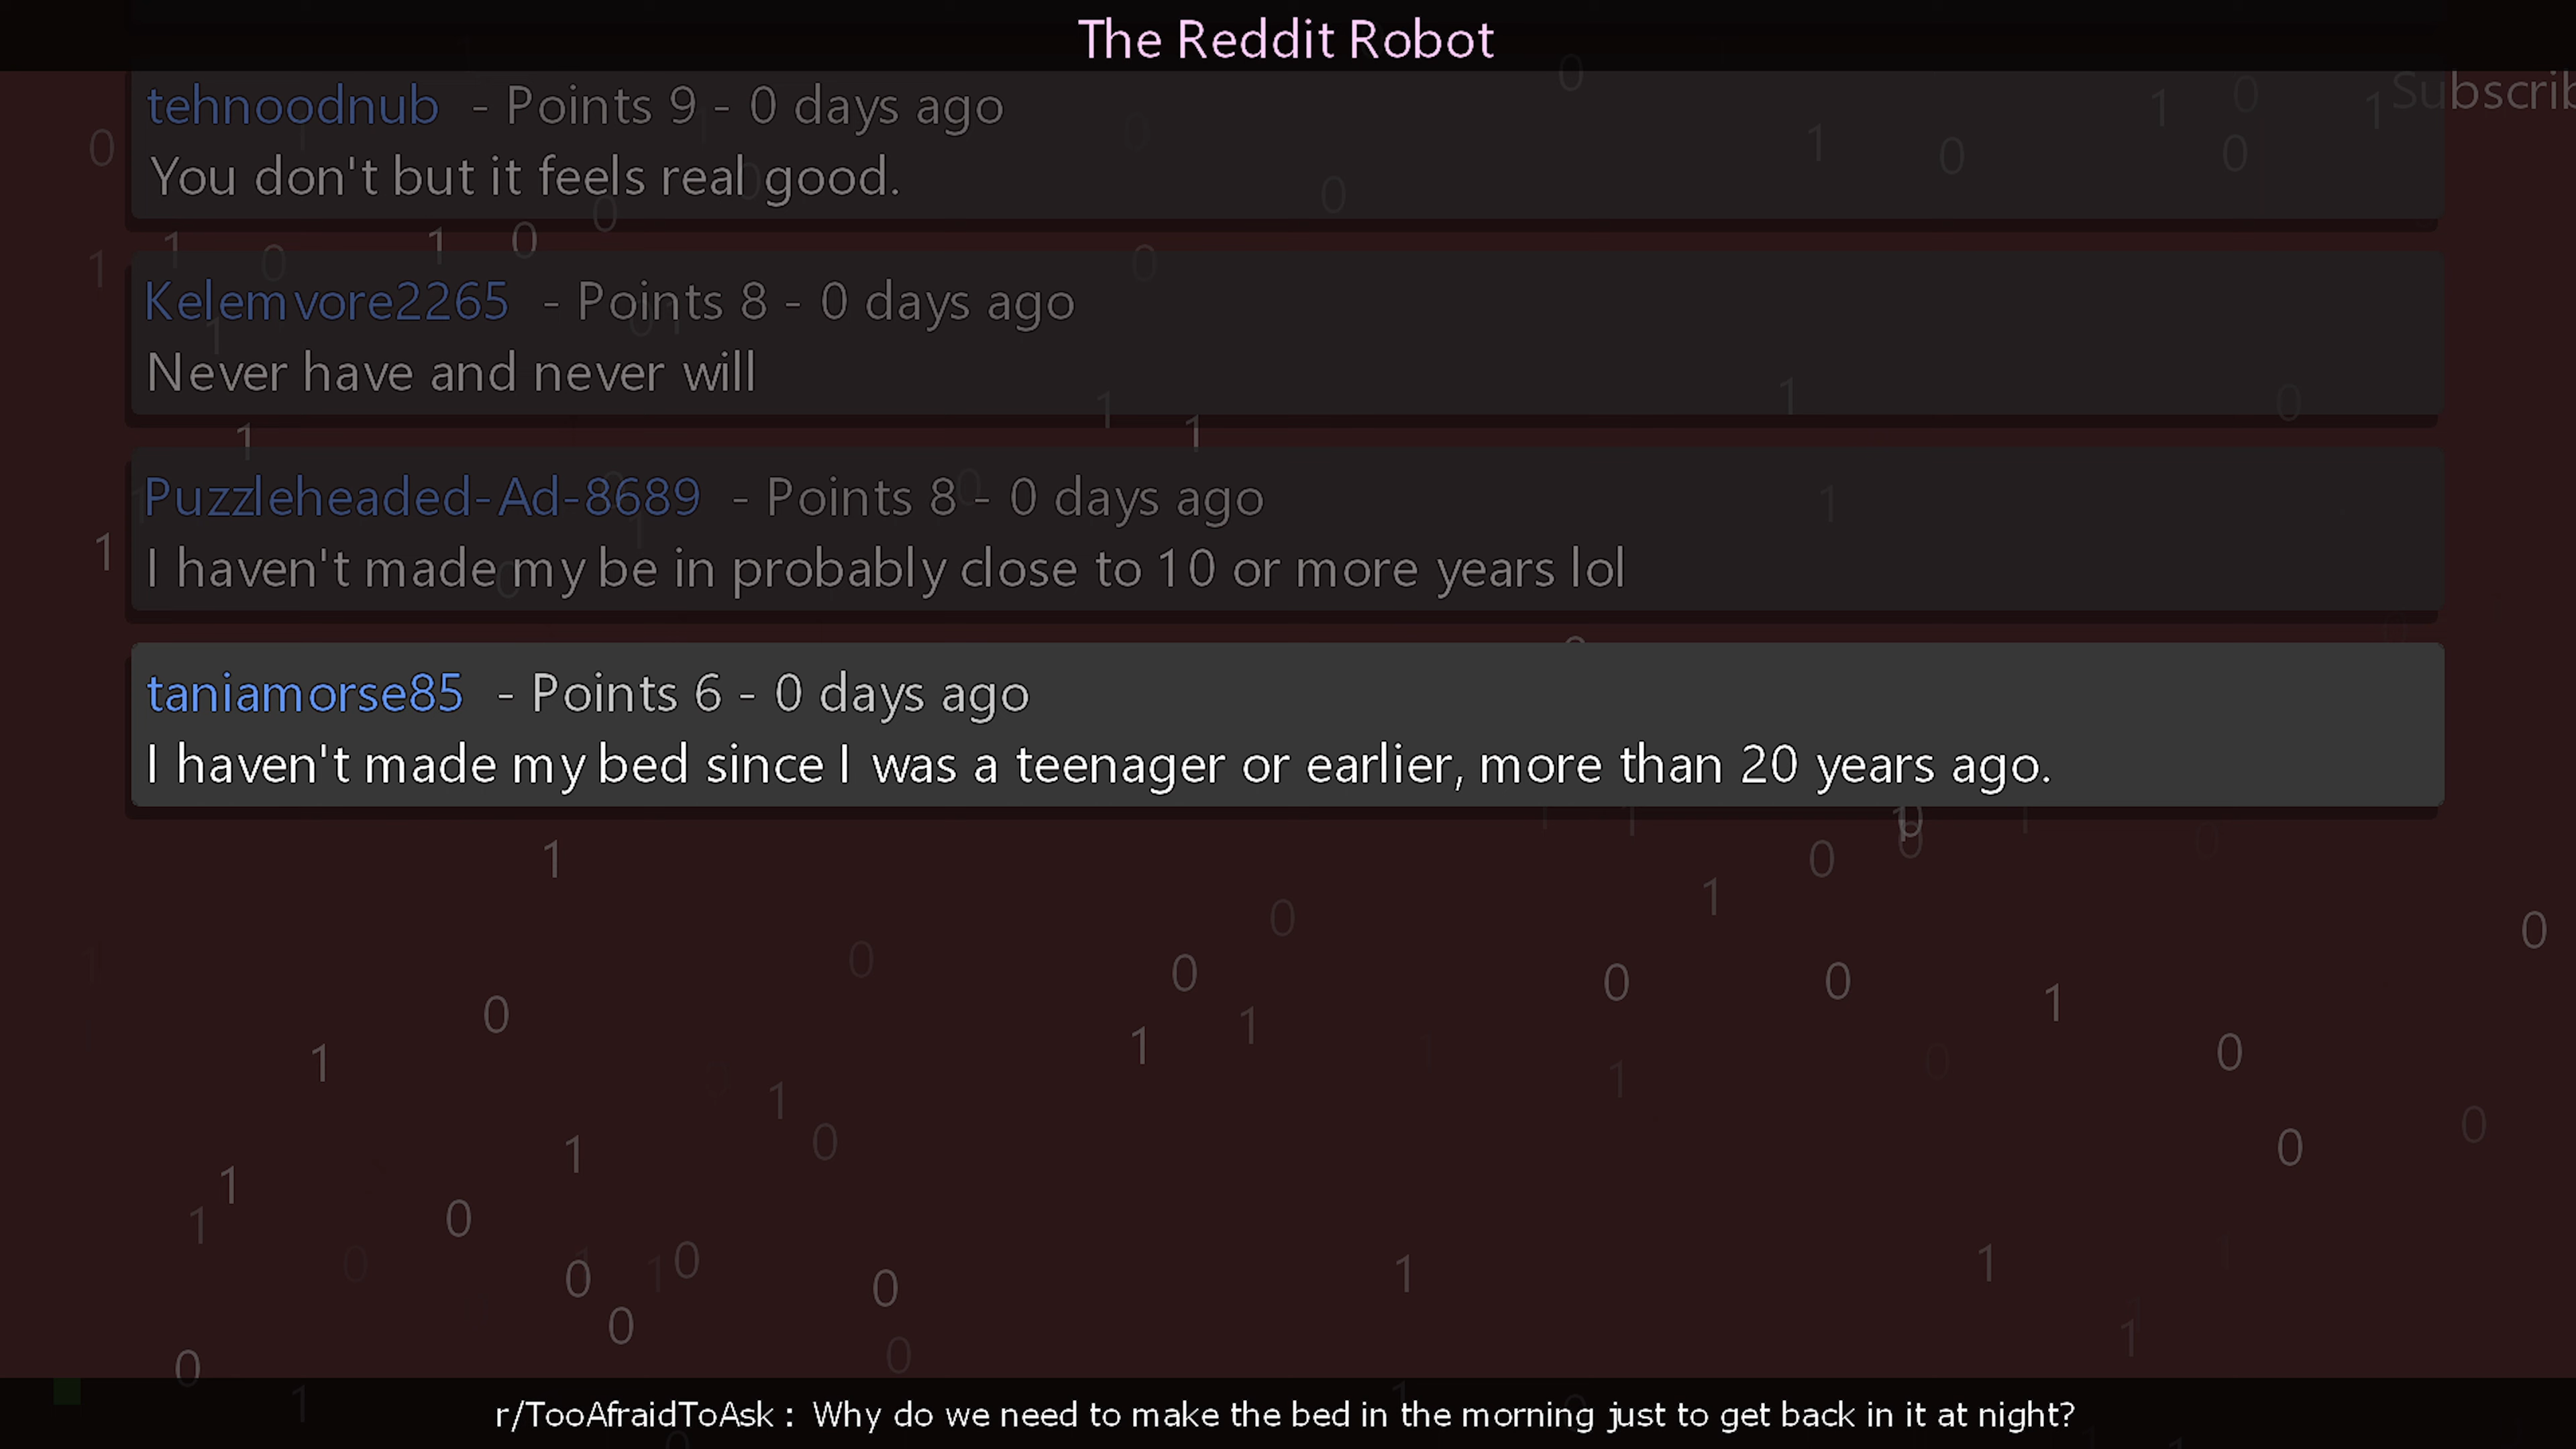 The Reddit Robot
Subscrib
tehnoodnub - Points 9 - 0 days ago
You don't but it feels real good.
Kelemvore2265 - Points 8 - 0 days ago
Never have and never will
Puzzleheaded-Ad-8689 - Points 8 - 0 days ago
I haven't made my be in probably close to 10 or more years lol
taniamorse85 - Points 6 - 0 days ago
I haven't made my bed since I was a teenager or earlier, more than 20 years ago.
r/TooAfraidToAsk : Why do we need to make the bed in the morning just to get back in it at night?